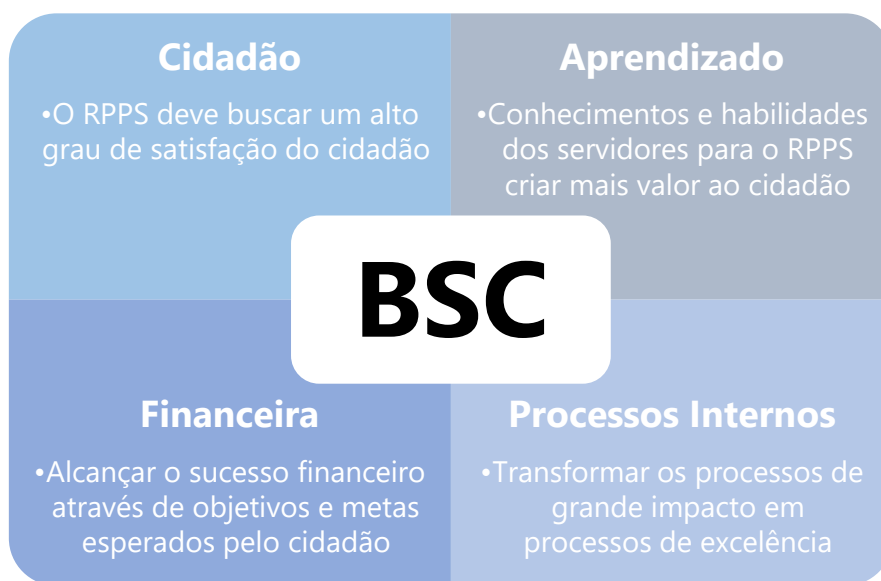 Cidadão
•O RPPS deve buscar um alto
grau de satisfação do cidadão
Aprendizado
•Conhecimentos e habilidades
dos servidores para o RPPS
criar mais valor ao cidadão
BSC
Financeira
•Alcançar o sucesso financeiro
através de objetivos e metas
esperados pelo cidadão
Processos Internos
•Transformar os processos de
grande impacto em
processos de excelência